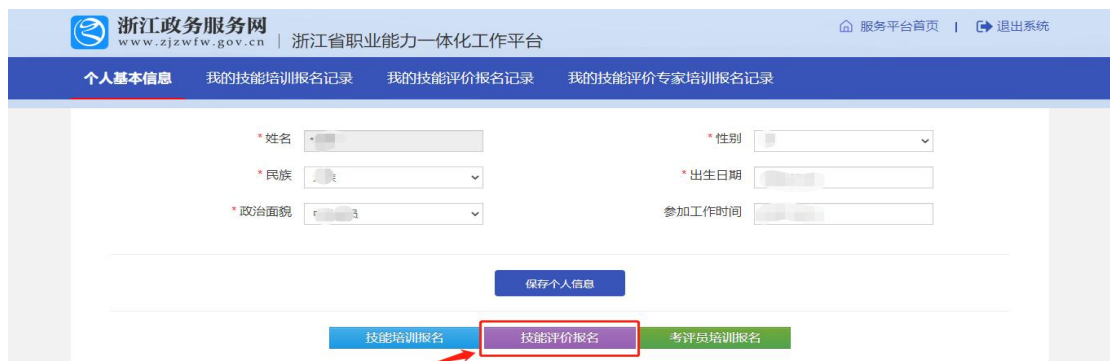 浙江政务服务网
www.zjzwfw.gov.cn | 浙江省职业能力一体化工作平台
服务平台首页 | 退出系统
个人基本信息 我的技能培训报名记录 我的技能评价报名记录 我的技能评价专家培训报名记录
*姓名 *性别
*民族 *出生日期
*政治面貌 参加工作时间
保存个人信息
技能培训报名 技能评价报名 考评员培训报名